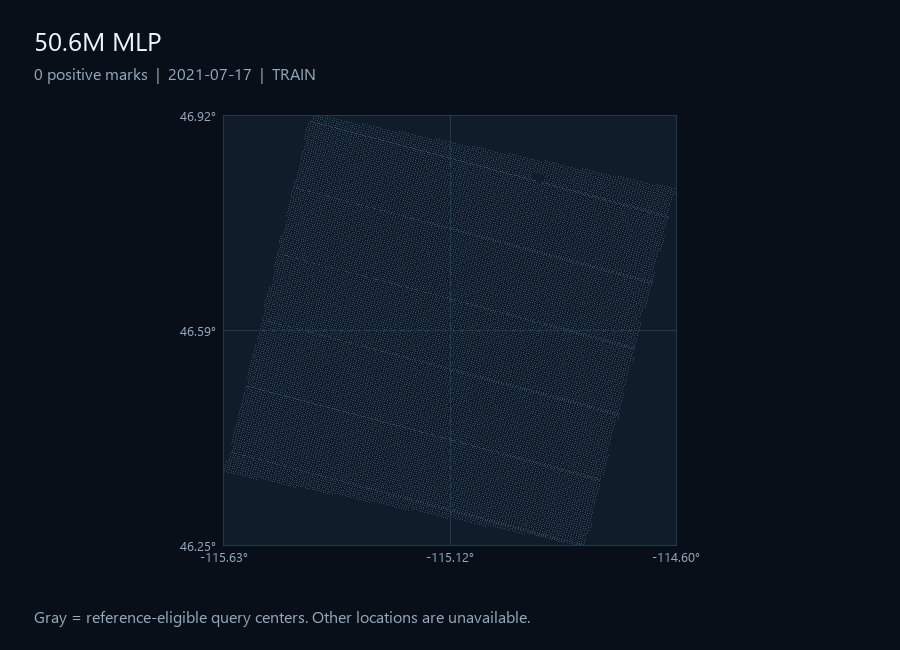 50.6M MLP
0 positive marks | 2021-07-17 | TRAIN
46.92°
46.59°
46.25°
-115.63° -115.12° -114.60°
Gray = reference-eligible query centers. Other locations are unavailable.